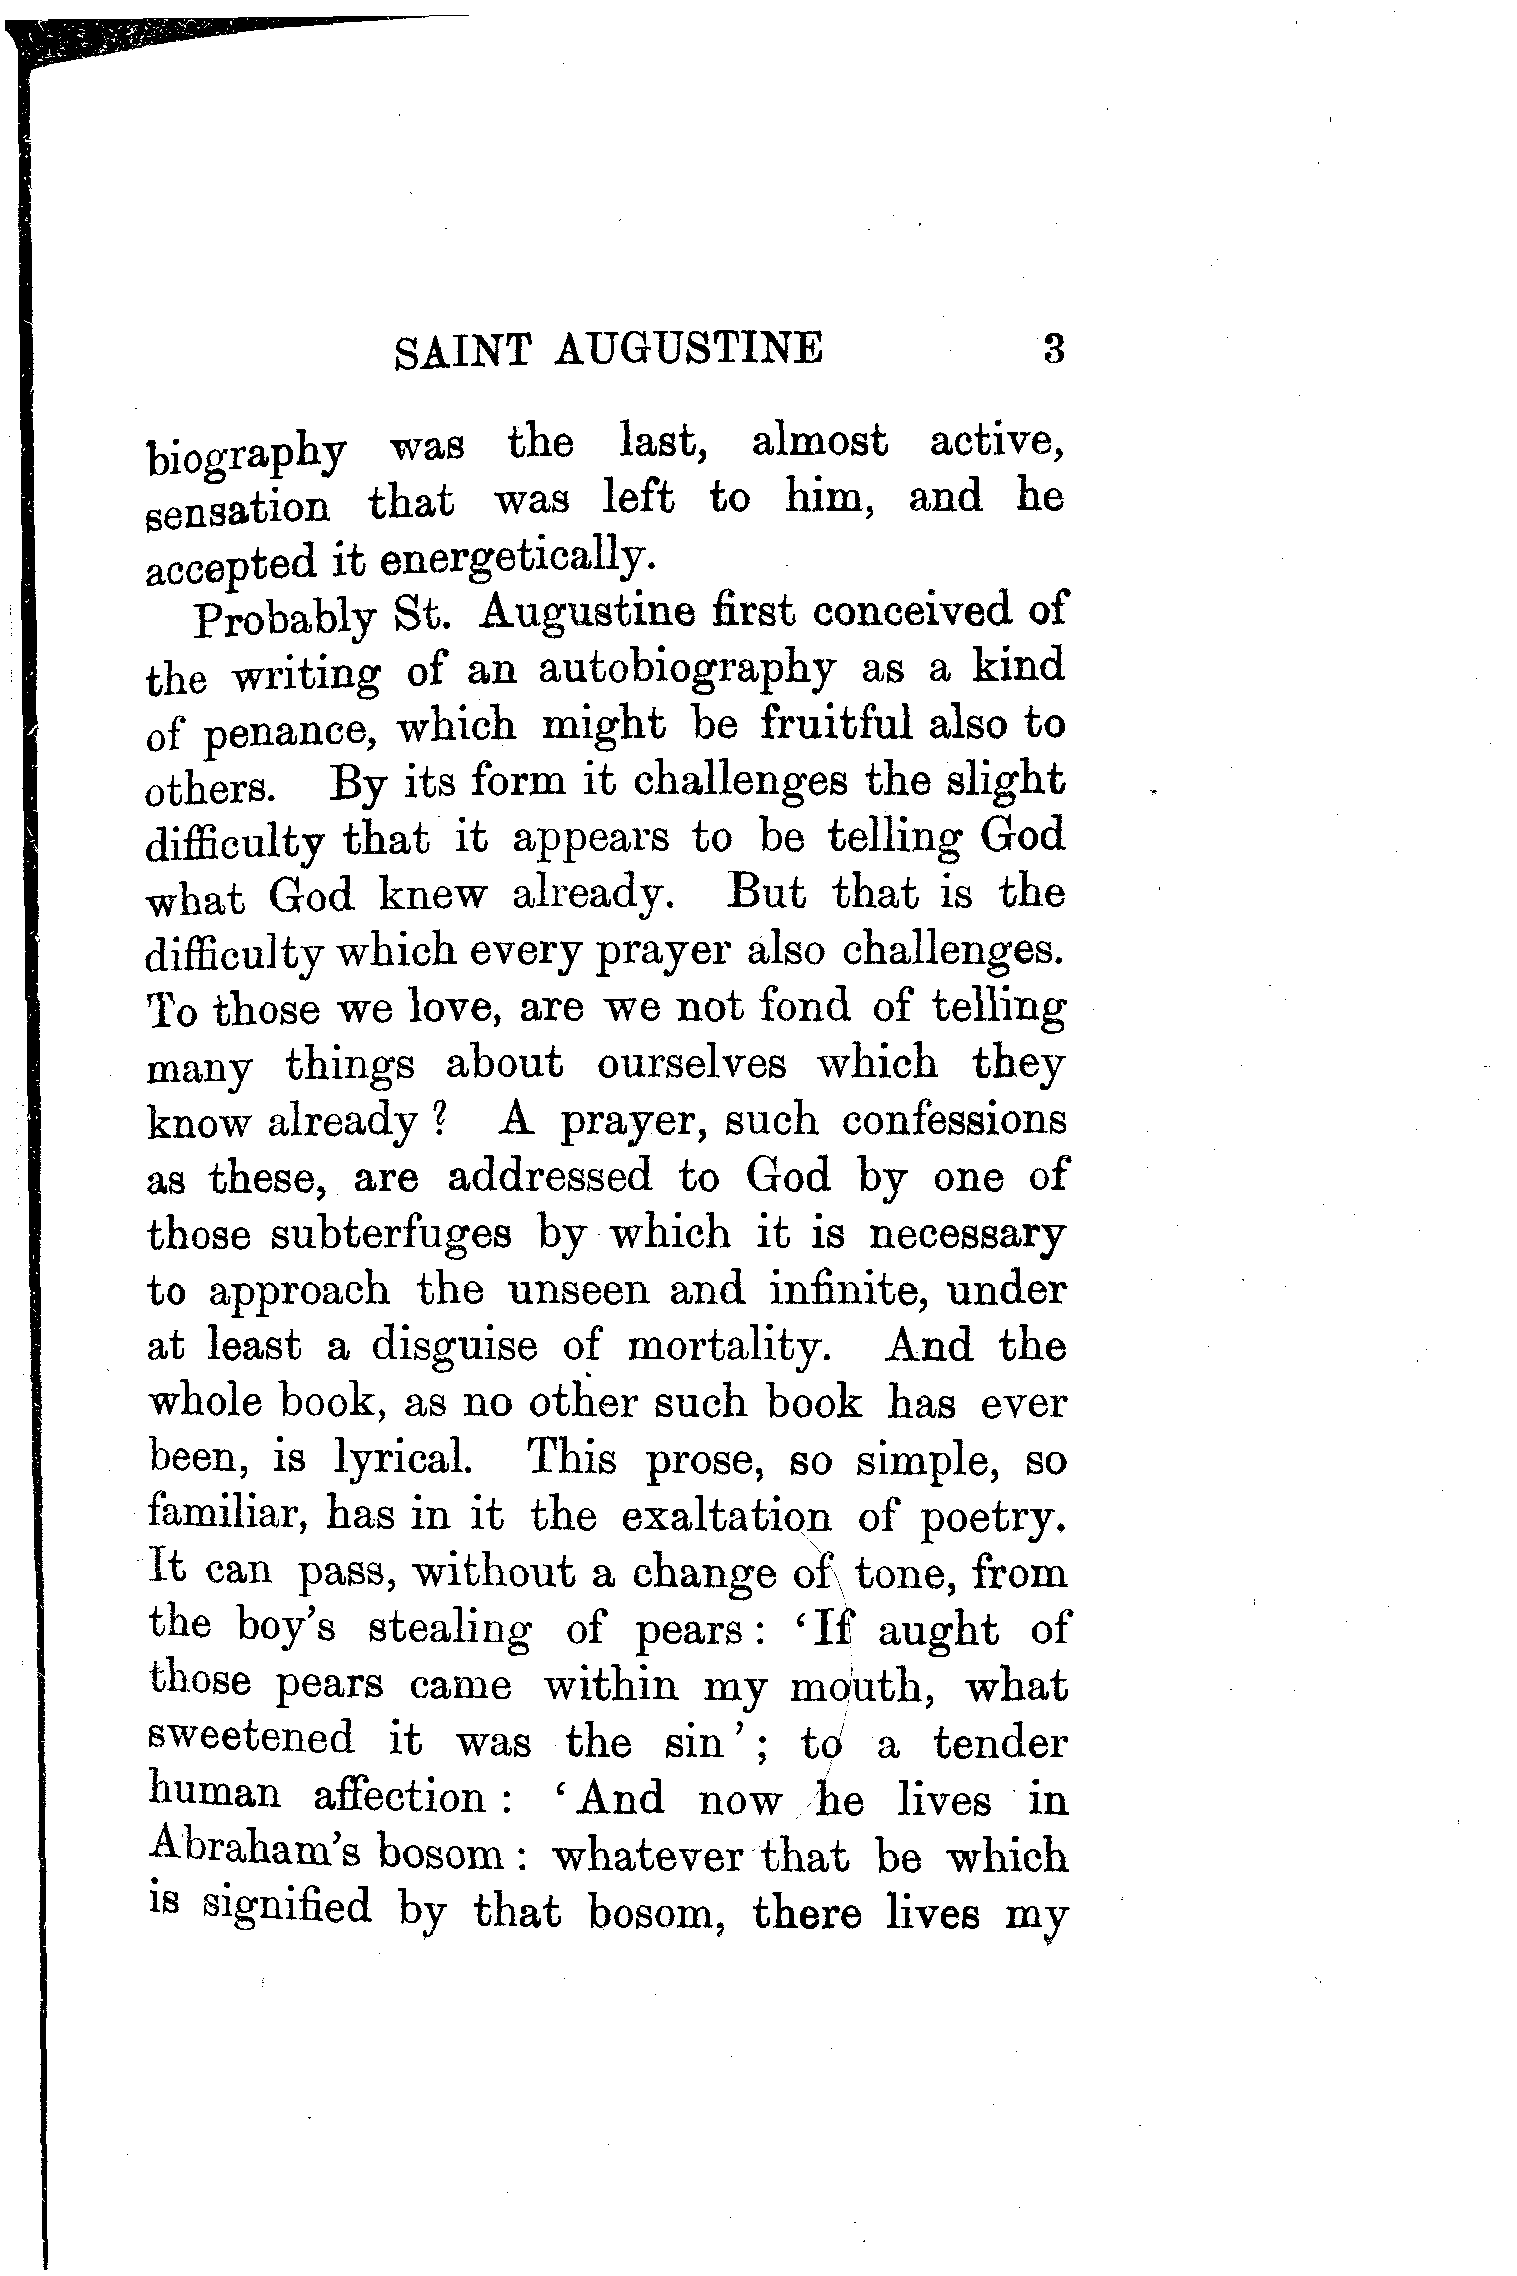 SAINT AUGUSTINE 3
biography was the last, almost active,
sensation that was left to him, and he
accepted it energetically.
Probably St. Augustine first conceived of
the writing of an autobiography as a kind
of penance, which might be fruitful also to
others. By its form it challenges the slight
difficulty that it appears to be telling God
what God knew already. But that is the
difficulty which every prayer also challenges.
To those we love, are we not fond of telling
many things about ourselves which they
know already? A prayer, such confessions
as these, are addressed to God by one of
those subterfuges by which it is necessary
to approach the unseen and infinite, under
at least a disguise of mortality. And the
whole book, as no other such book has ever
been, is lyrical. This prose, so simple, so
familiar, has in it the exaltation of poetry.
It can pass, without a change of tone, from
the boy's stealing of pears: 'If aught of
those pears came within my mouth, what
sweetened it was the sin'; to a tender
human affection: 'And now he lives in
Abraham's bosom: whatever that be which
is signified by that bosom, there lives my